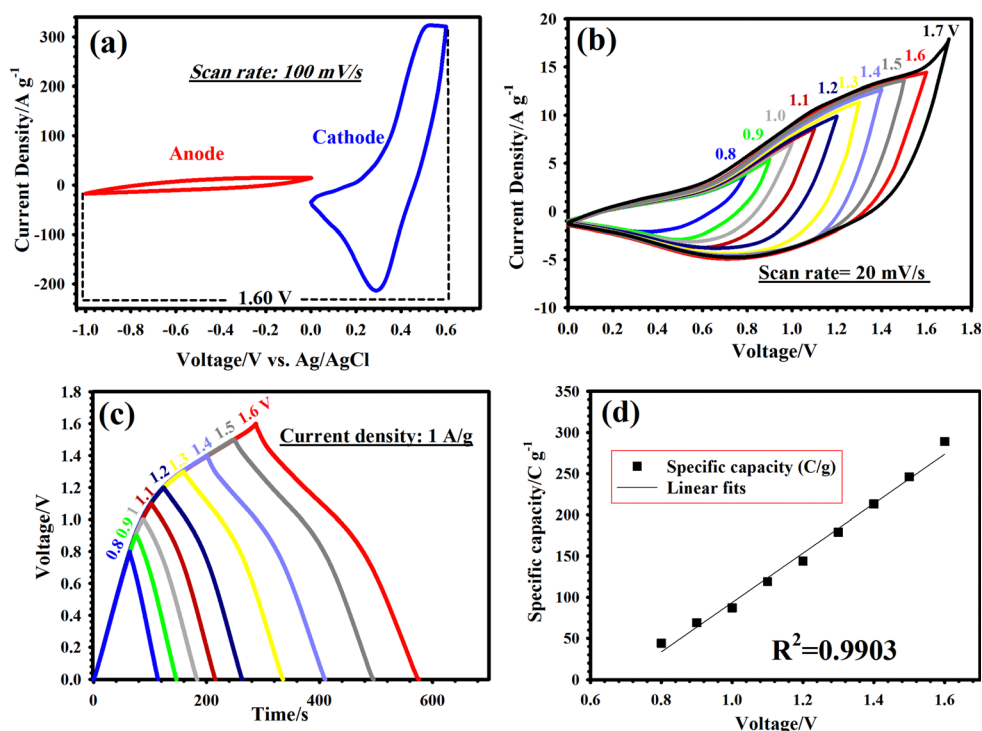 (a)
Scan rate: 100 mV/s
Cathode
Anode
1.60 V
Current Density/A g-1
300
200
100
0
-100
-200
-1.0 -0.8 -0.6 -0.4 -0.2 0.0 0.2 0.4 0.6
Voltage/V vs. Ag/AgCl
(b)
1.7 V
1.6
1.5
1.4
1.3
1.2
1.1
1.0
0.9
0.8
Scan rate= 20 mV/s
Current Density/A g-1
20
15
10
5
0
-5
-10
0.0 0.2 0.4 0.6 0.8 1.0 1.2 1.4 1.6 1.8
Voltage/V
(c)
1.6 V
1.5
1.4
1.3
1.2
1.1
1
0.9
0.8
Current density: 1 A/g
Voltage/V
1.8
1.6
1.4
1.2
1.0
0.8
0.6
0.4
0.2
0.0
0 200 400 600
Time/s
(d)
Specific capacity (C/g)
Linear fits
R2=0.9903
Specific capacity/C g-1
350
300
250
200
150
100
50
0
0.6 0.8 1.0 1.2 1.4 1.6
Voltage/V